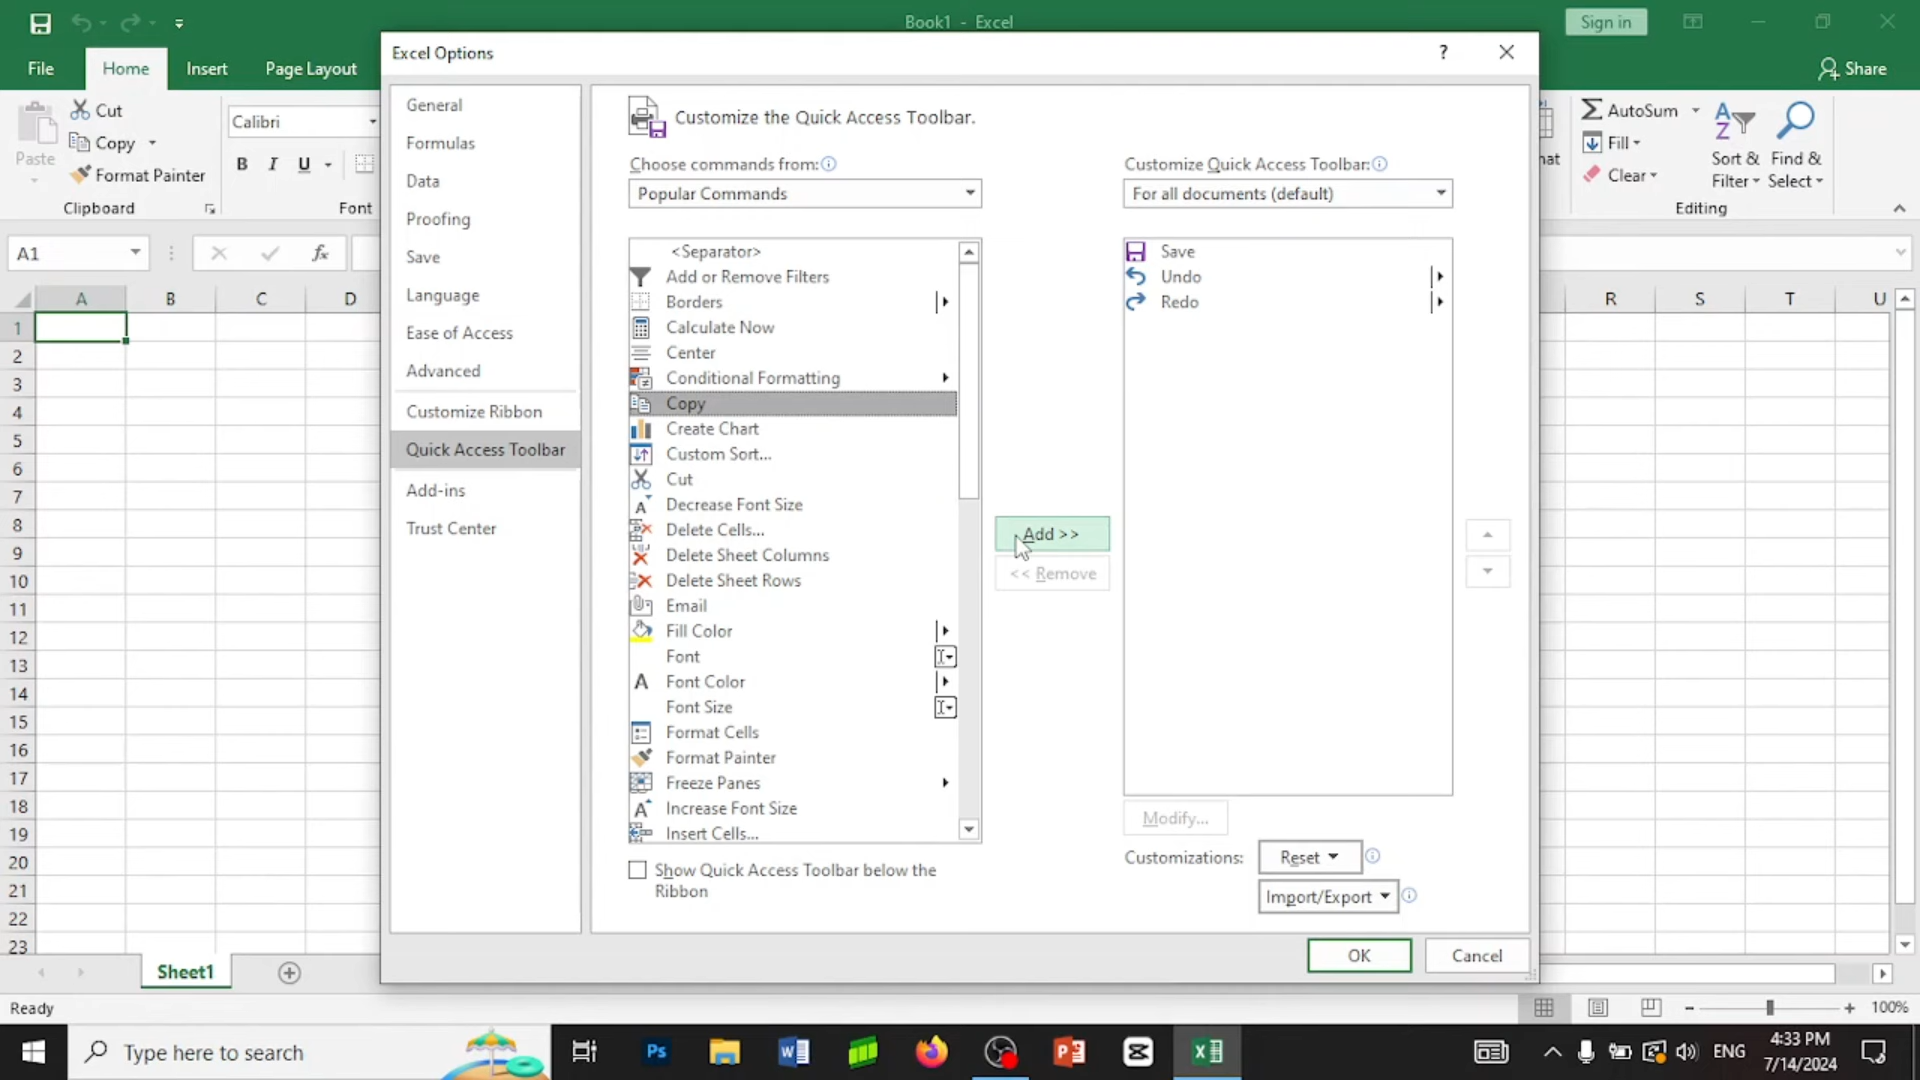 Book1 - Excel
Sign in
File
Home
Insert
Page Layout
Share
Paste
Cut
Copy
Format Painter
Clipboard
Calibri
B I U
Font
AutoSum
Fill
Clear
Sort &
Filter
Find &
Select
Editing
A1
fx
A B C D
R S T U
1
2
3
4
5
6
7
8
9
10
11
12
13
14
15
16
17
18
19
20
21
22
23
Excel Options
?
General
Formulas
Data
Proofing
Save
Language
Ease of Access
Advanced
Customize Ribbon
Quick Access Toolbar
Add-ins
Trust Center
Customize the Quick Access Toolbar.
Choose commands from:
Popular Commands
<Separator>
Add or Remove Filters
Borders
Calculate Now
Center
Conditional Formatting
Copy
Create Chart
Custom Sort...
Cut
Decrease Font Size
Delete Cells...
Delete Sheet Columns
Delete Sheet Rows
Email
Fill Color
Font
Font Color
Font Size
Format Cells
Format Painter
Freeze Panes
Increase Font Size
Insert Cells...
Show Quick Access Toolbar below the
Ribbon
Add >>
<< Remove
Customize Quick Access Toolbar:
For all documents (default)
Save
Undo
Redo
Modify...
Customizations:
Reset
Import/Export
OK
Cancel
Sheet1
Ready
100%
Type here to search
Ps
ENG
4:33 PM
7/14/2024